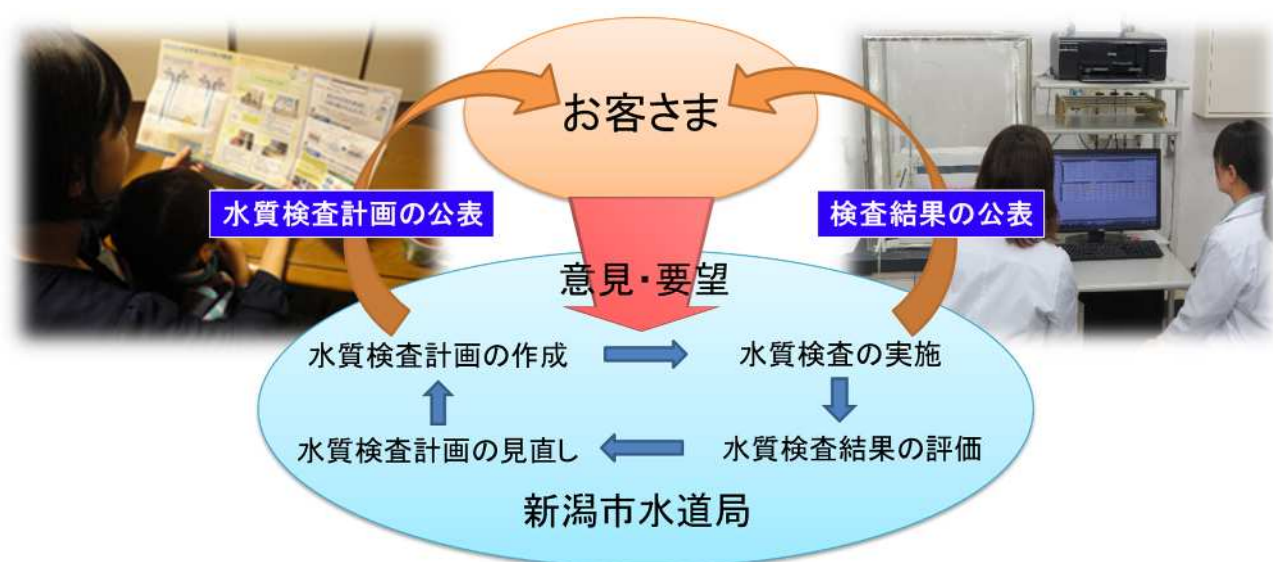 お客さま
水質検査計画の公表
検査結果の公表
意見・要望
水質検査計画の作成
水質検査の実施
水質検査計画の見直し
水質検査結果の評価
新潟市水道局